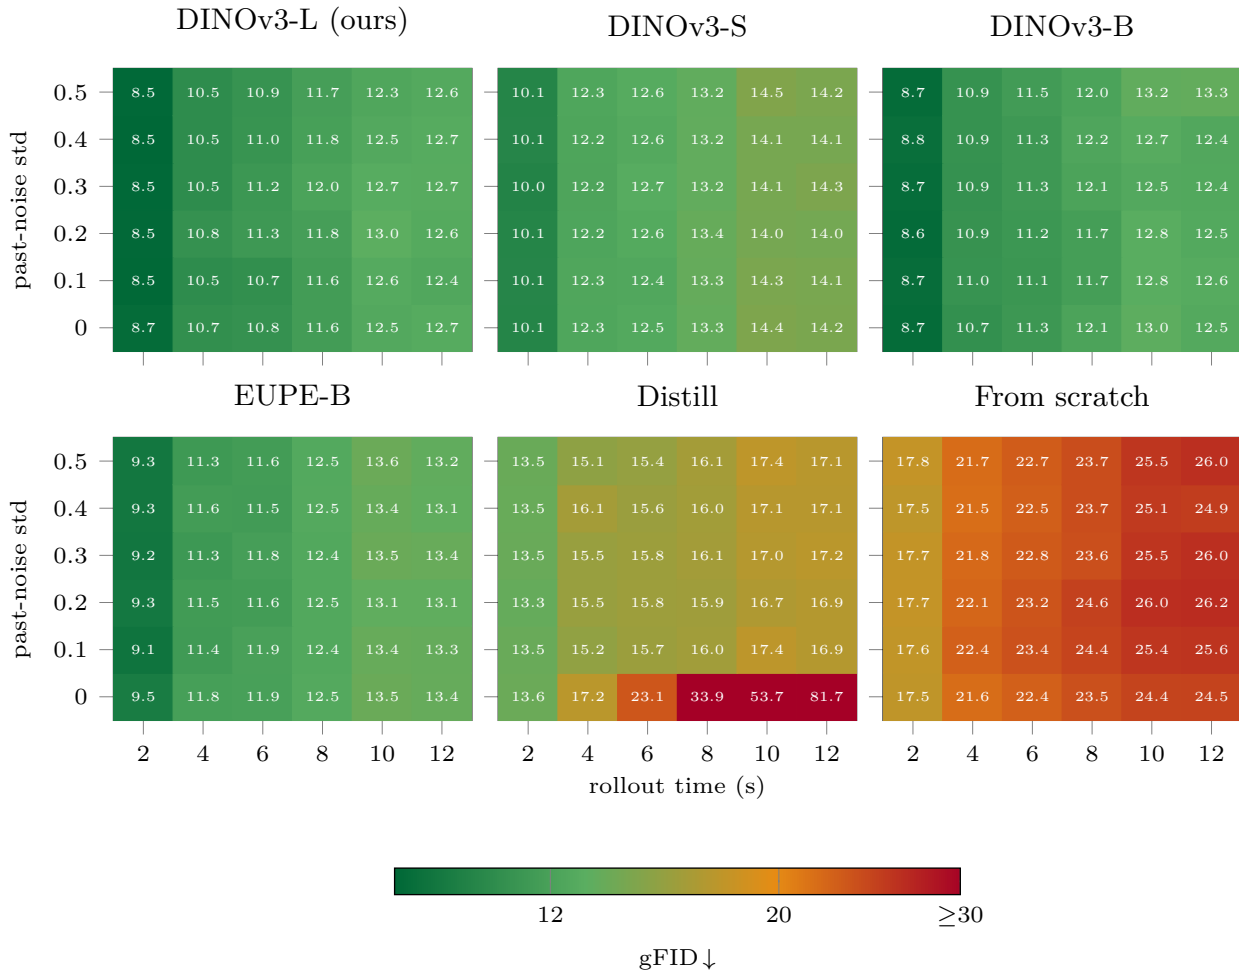 DINOv3-L (ours) DINOv3-S DINOv3-B
past-noise std
0.5 8.5 10.5 10.9 11.7 12.3 12.6 10.1 12.3 12.6 13.2 14.5 14.2 8.7 10.9 11.5 12.0 13.2 13.3
0.4 8.5 10.5 11.0 11.8 12.5 12.7 10.1 12.2 12.6 13.2 14.1 14.1 8.8 10.9 11.3 12.2 12.7 12.4
0.3 8.5 10.5 11.2 12.0 12.7 12.7 10.0 12.2 12.7 13.2 14.1 14.3 8.7 10.9 11.3 12.1 12.5 12.4
0.2 8.5 10.8 11.3 11.8 13.0 12.6 10.1 12.2 12.6 13.4 14.0 14.0 8.6 10.9 11.2 11.7 12.8 12.5
0.1 8.5 10.5 10.7 11.6 12.6 12.4 10.1 12.3 12.4 13.3 14.3 14.1 8.7 11.0 11.1 11.7 12.8 12.6
0 8.7 10.7 10.8 11.6 12.5 12.7 10.1 12.3 12.5 13.3 14.4 14.2 8.7 10.7 11.3 12.1 13.0 12.5
EUPE-B Distill From scratch
past-noise std
0.5 9.3 11.3 11.6 12.5 13.6 13.2 13.5 15.1 15.4 16.1 17.4 17.1 17.8 21.7 22.7 23.7 25.5 26.0
0.4 9.3 11.6 11.5 12.5 13.4 13.1 13.5 16.1 15.6 16.0 17.1 17.1 17.5 21.5 22.5 23.7 25.1 24.9
0.3 9.2 11.3 11.8 12.4 13.5 13.4 13.5 15.5 15.8 16.1 17.0 17.2 17.7 21.8 22.8 23.6 25.5 26.0
0.2 9.3 11.5 11.6 12.5 13.1 13.1 13.3 15.5 15.8 15.9 16.7 16.9 17.7 22.1 23.2 24.6 26.0 26.2
0.1 9.1 11.4 11.9 12.4 13.4 13.3 13.5 15.2 15.7 16.0 17.4 16.9 17.6 22.4 23.4 24.4 25.4 25.6
0 9.5 11.8 11.9 12.5 13.5 13.4 13.6 17.2 23.1 33.9 53.7 81.7 17.5 21.6 22.4 23.5 24.4 24.5
2 4 6 8 10 12 2 4 6 8 10 12 2 4 6 8 10 12
rollout time (s)
12 20 ≥30
gFID ↓